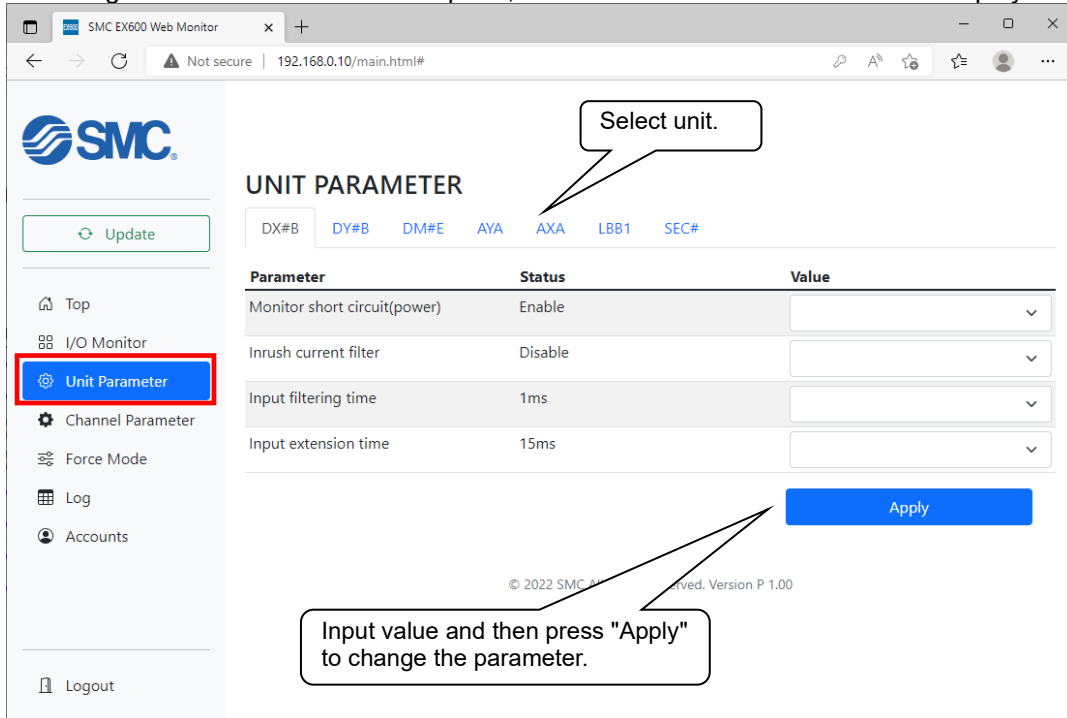 SMC EX600 Web Monitor
Not secure | 192.168.0.10/main.html#
SMC®
Update
Top
I/O Monitor
Unit Parameter
Channel Parameter
Force Mode
Log
Accounts
Logout
Select unit.
UNIT PARAMETER
DX#B DY#B DM#E AYA AXA LBB1 SEC#
Parameter Status Value
Monitor short circuit(power) Enable
Inrush current filter Disable
Input filtering time 1ms
Input extension time 15ms
Apply
© 2022 SMC Version P 1.00
Input value and then press "Apply"
to change the parameter.